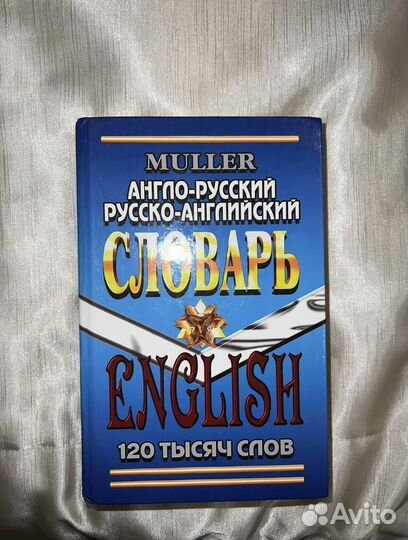 MULLER
АНГЛО-РУССКИЙ
РУССКО-АНГЛИЙСКИЙ
СЛОВАРЬ
ENGLISH
120 ТЫСЯЧ СЛОВ
Avito